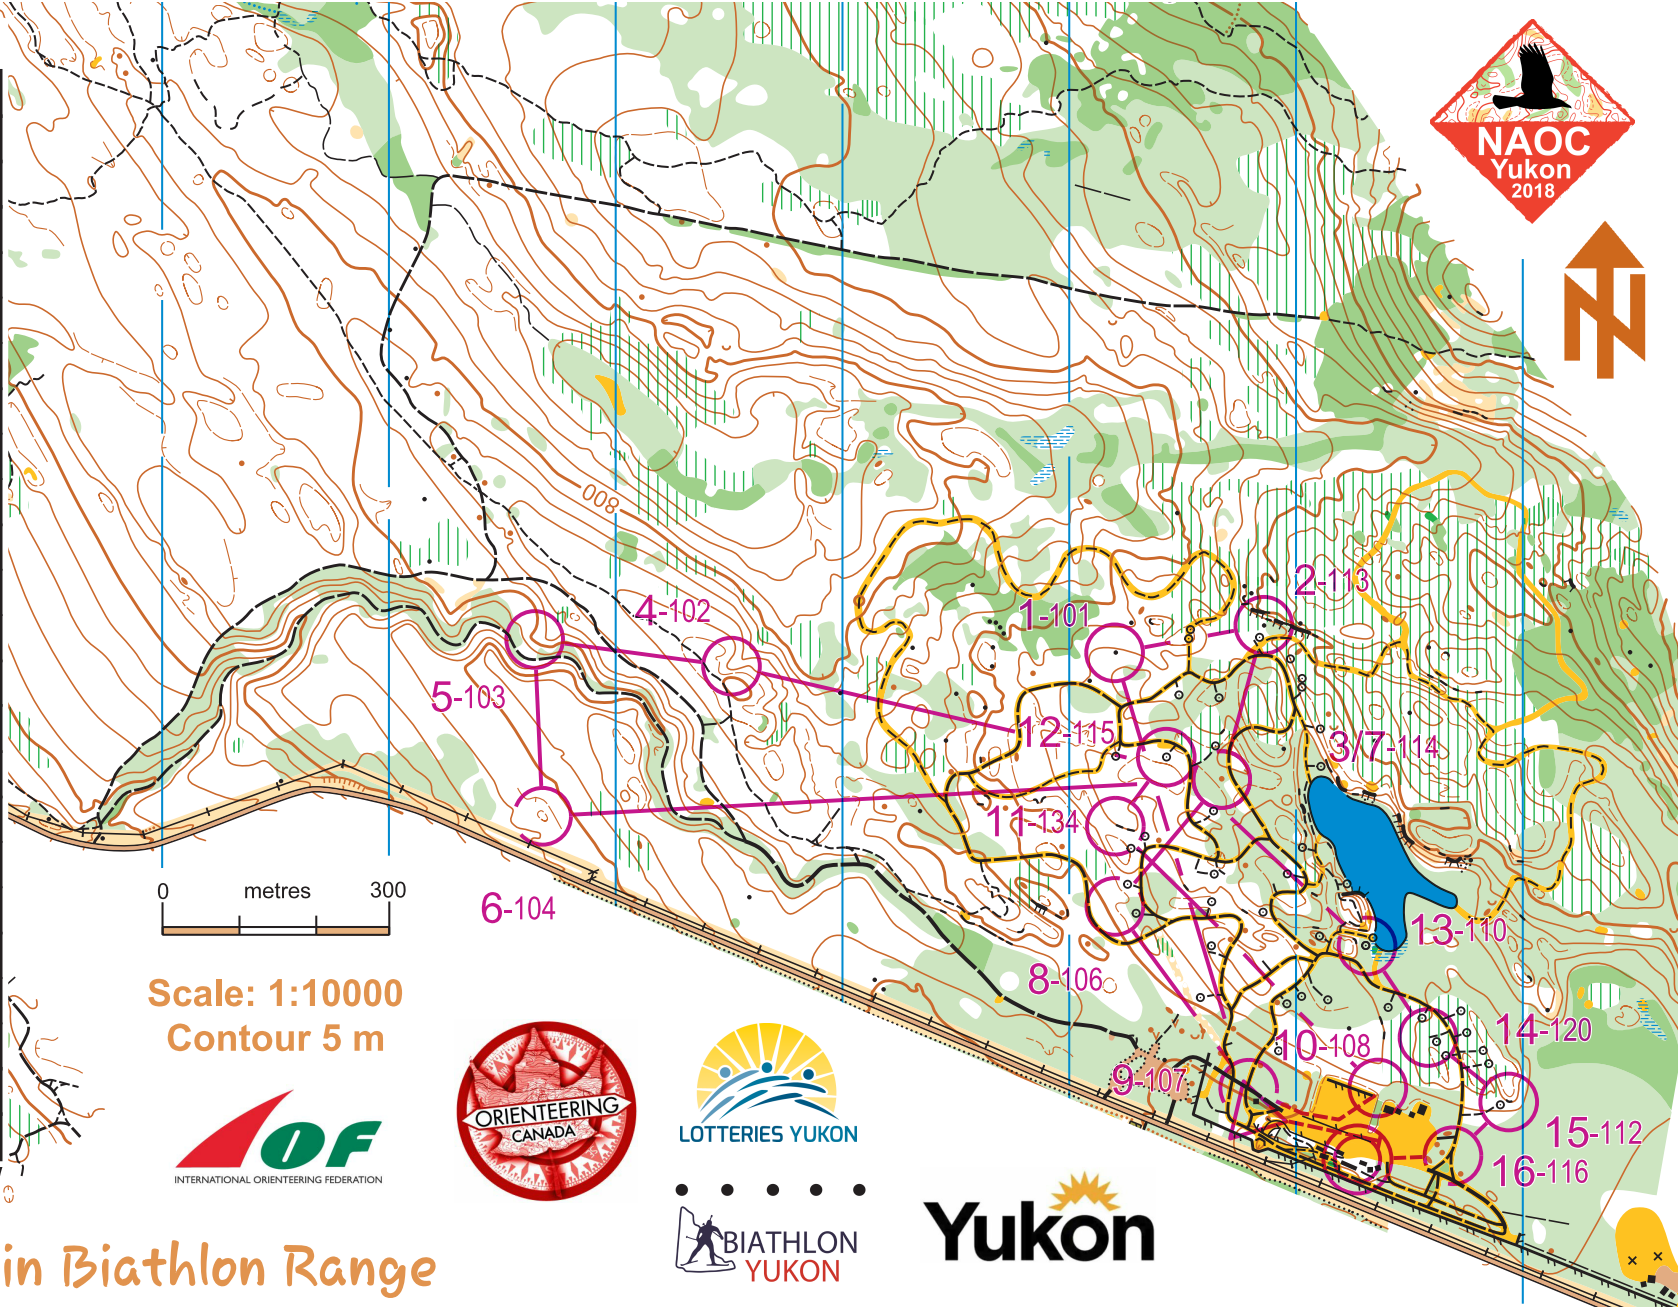 NAOC
Yukon
2018
N
800
2-113
4-102
1-101
5-103
12-115
3/7-114
11-134
0 metres 300
6-104
13-110
8-106
Scale: 1:10000
Contour 5 m
14-120
10-108
9-107
15-112
16-116
ORIENTEERING
CANADA
LOTTERIES YUKON
IOF
INTERNATIONAL ORIENTEERING FEDERATION
BIATHLON
YUKON
Yukon
in Biathlon Range